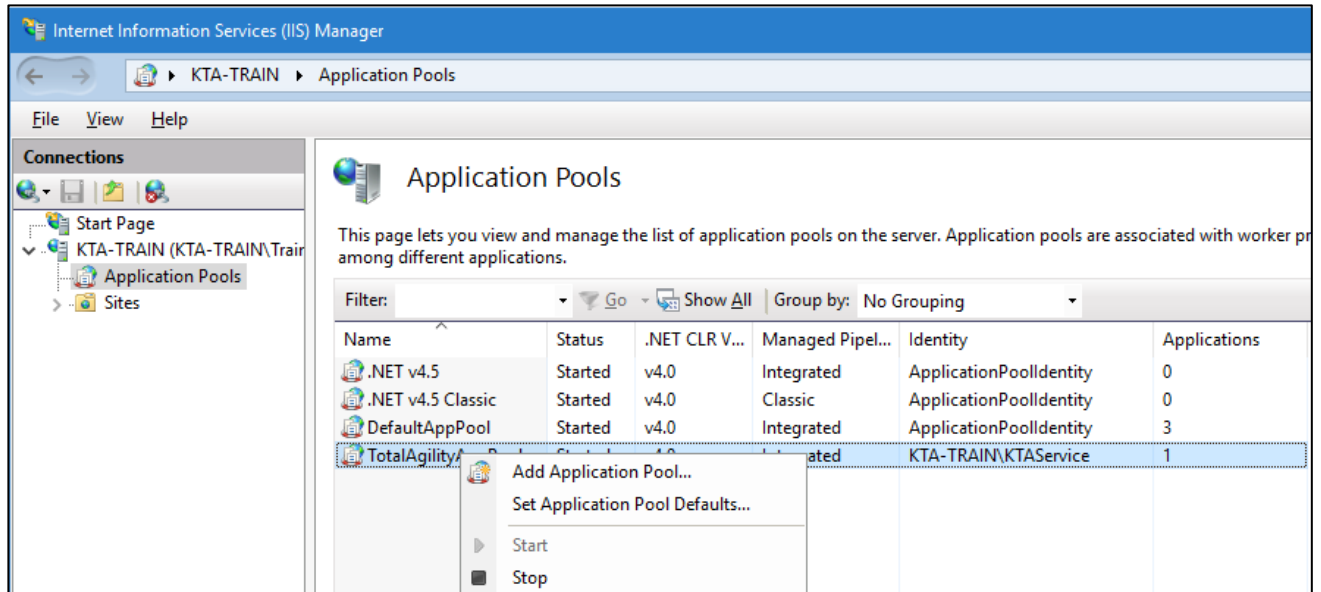 Internet Information Services (IIS) Manager
KTA-TRAIN Application Pools
File View Help
Connections
Start Page
KTA-TRAIN (KTA-TRAIN\Train
Application Pools
Sites
Application Pools
This page lets you view and manage the list of application pools on the server. Application pools are associated with worker pr
among different applications.
Filter: Go Show All Group by: No Grouping
Name Status .NET CLR V... Managed Pipel... Identity Applications
.NET v4.5 Started v4.0 Integrated ApplicationPoolIdentity 0
.NET v4.5 Classic Started v4.0 Classic ApplicationPoolIdentity 0
DefaultAppPool Started v4.0 Integrated ApplicationPoolIdentity 3
TotalAgility ated KTA-TRAIN\KTAService 1
Add Application Pool...
Set Application Pool Defaults...
Start
Stop